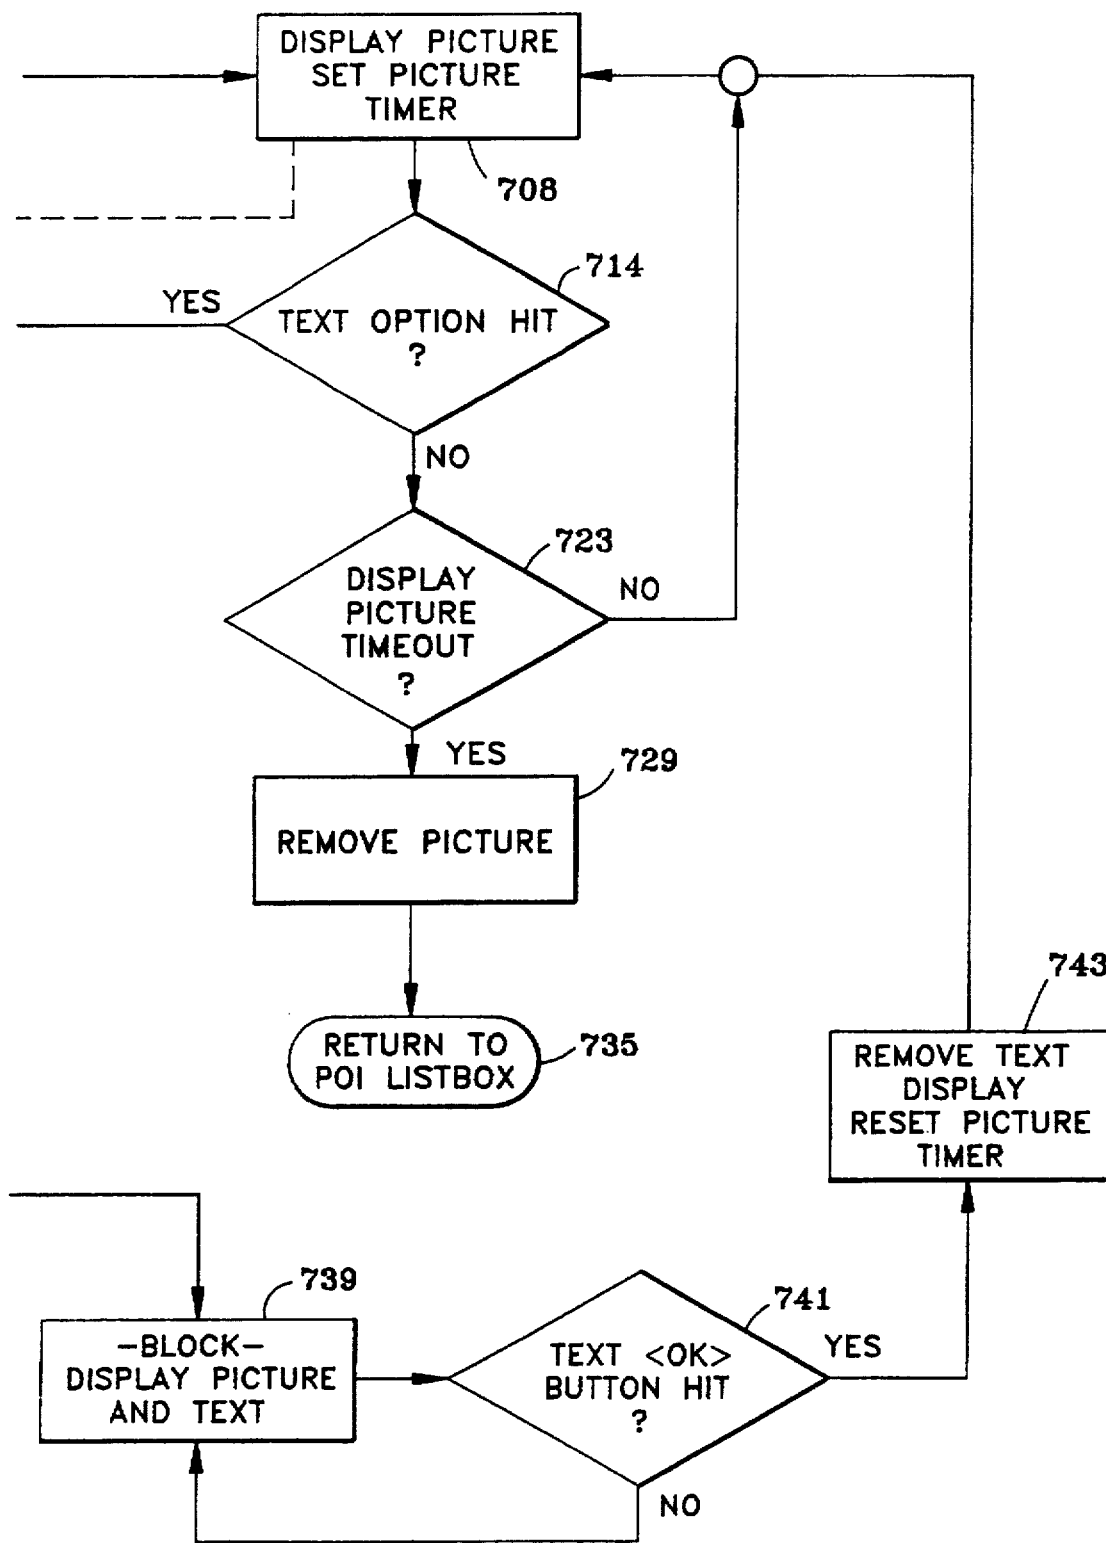 DISPLAY PICTURE
SET PICTURE
TIMER
708
714
YES
TEXT OPTION HIT
?
NO
723
DISPLAY
PICTURE
TIMEOUT
?
NO
YES
729
REMOVE PICTURE
743
RETURN TO
POI LISTBOX
735
REMOVE TEXT
DISPLAY
RESET PICTURE
TIMER
739
-BLOCK-
DISPLAY PICTURE
AND TEXT
741
TEXT <OK>
BUTTON HIT
?
YES
NO